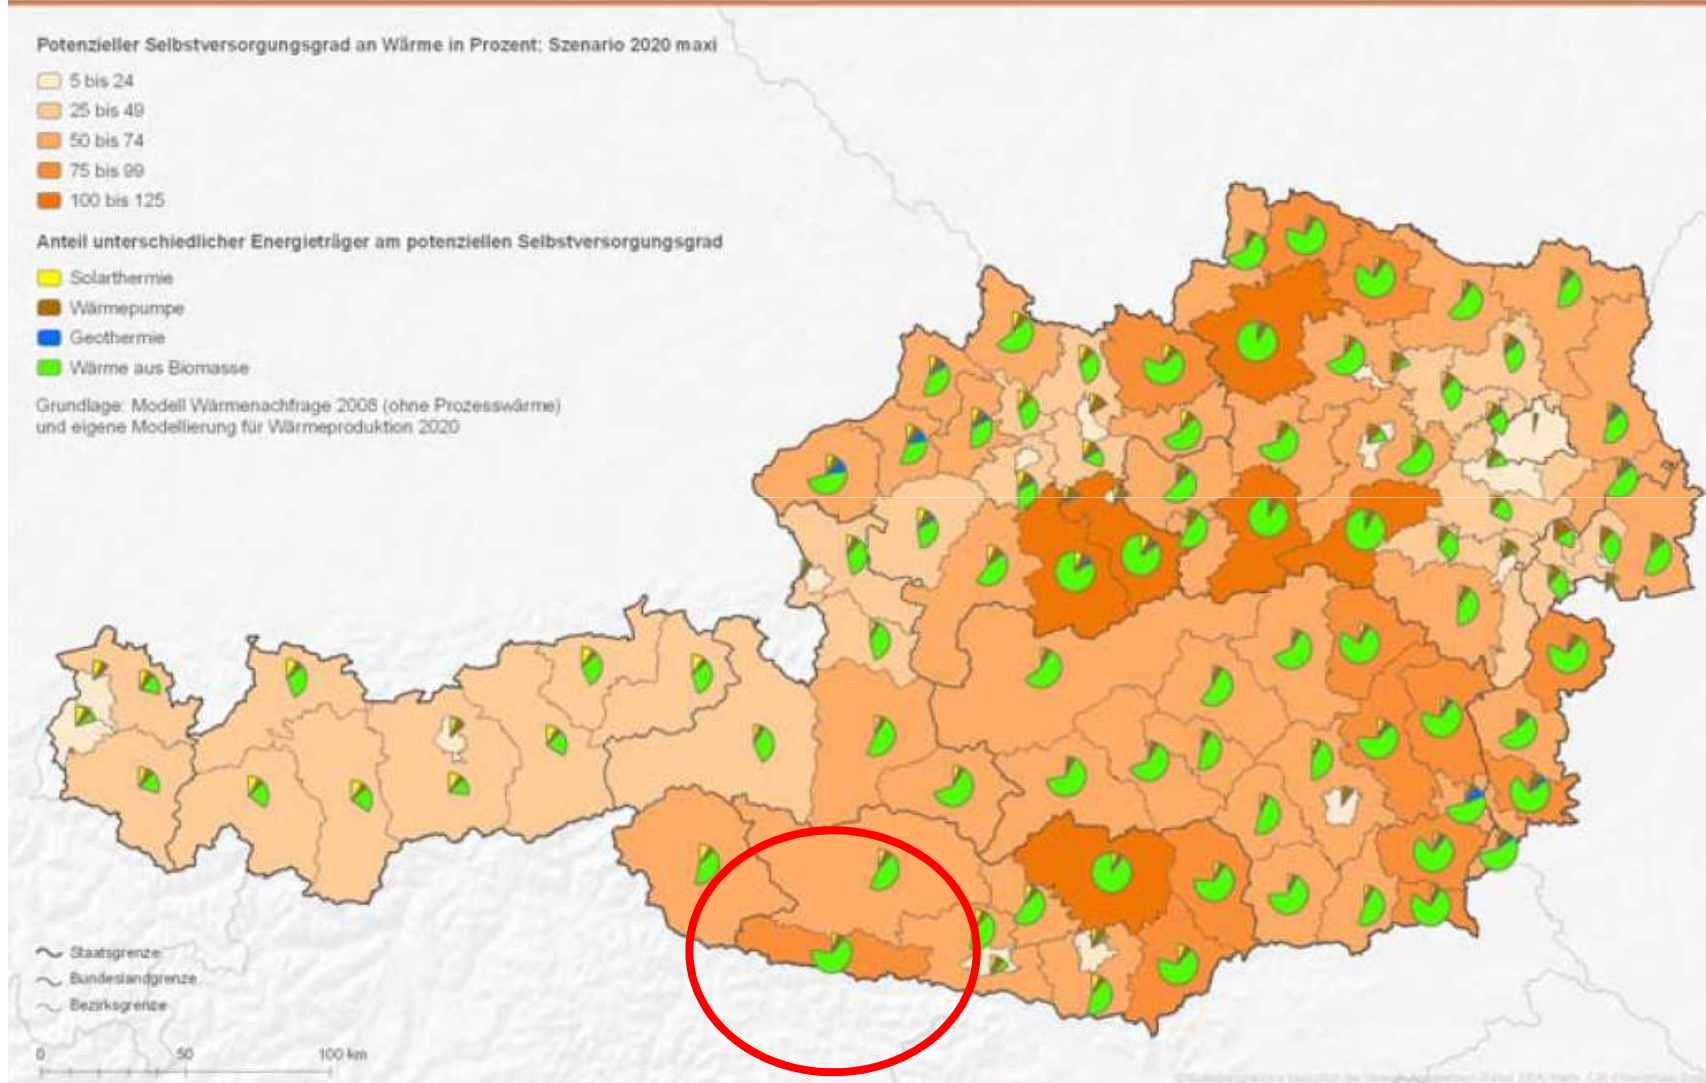 Potenzieller Selbstversorgungsgrad an Wärme in Prozent: Szenario 2020 maxi
5 bis 24
25 bis 49
50 bis 74
75 bis 99
100 bis 125
Anteil unterschiedlicher Energieträger am potenziellen Selbstversorgungsgrad
Solarthermie
Wärmepumpe
Geothermie
Wärme aus Biomasse
Grundlage: Modell Wärmenachfrage 2008 (ohne Prozesswärme)
und eigene Modellierung für Wärmeproduktion 2020
Staatsgrenze
Bundeslandgrenze
Bezirksgrenze
0 50 100 km